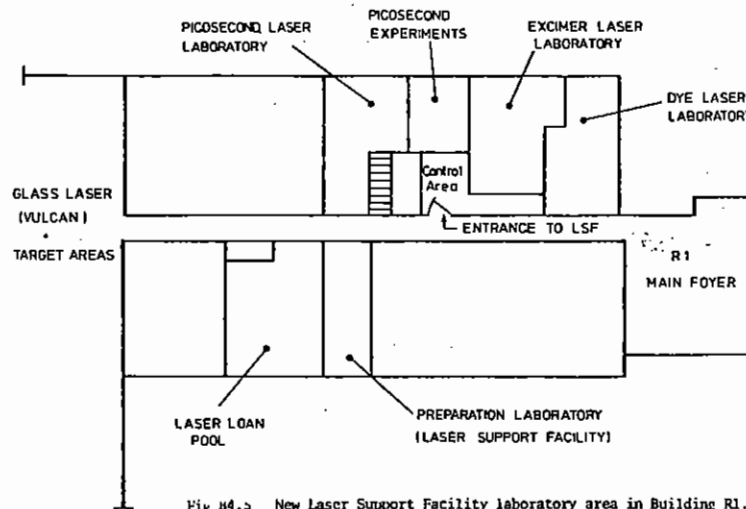 PICOSECOND LASER
LABORATORY
PICOSECOND
EXPERIMENTS
EXCIMER LASER
LABORATORY
DYE LASER
LABORATORY
GLASS LASER
(VULCAN)
TARGET AREAS
Control
Area
ENTRANCE TO LSF
R1
MAIN FOYER
LASER LOAN
POOL
PREPARATION LABORATORY
(LASER SUPPORT FACILITY)
New Laser Support Facility laboratory area in Building R1.